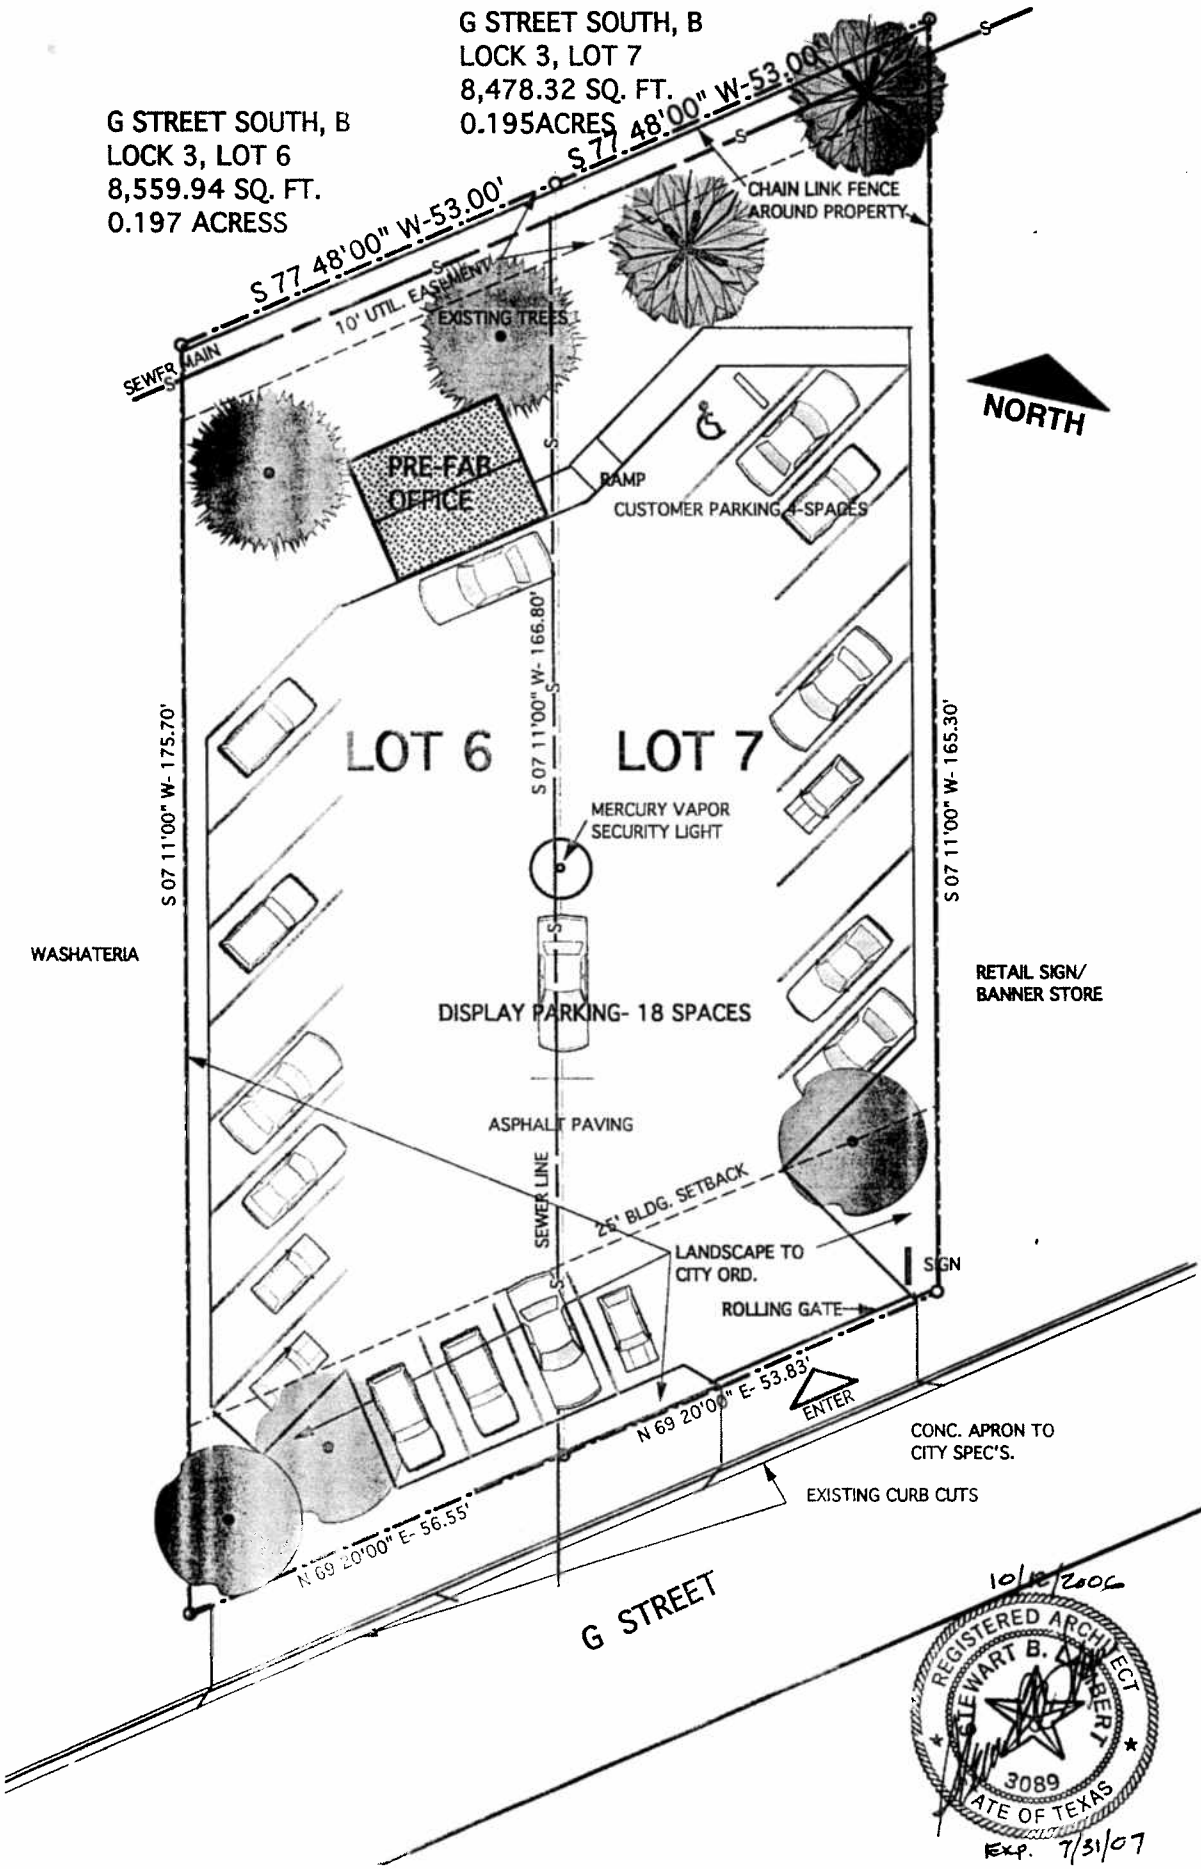 G STREET SOUTH, B
LOCK 3, LOT 7
8,478.32 SQ. FT.
0.195ACRES
G STREET SOUTH, B
LOCK 3, LOT 6
8,559.94 SQ. FT.
0.197 ACRESS
S 77 48'00" W-53.00'
S 77 48'00" W-53.00'
CHAIN LINK FENCE
AROUND PROPERTY
10' UTIL. EASEMENT
EXISTING TREES
SEWER MAIN
S
S
S
S
NORTH
PRE-FAB
OFFICE
RAMP
CUSTOMER PARKING 4-SPACES
S
S 07 11'00" W- 166.80'
S
S 07 11'00" W- 175.70'
LOT 6
LOT 7
S 07 11'00" W- 165.30'
MERCURY VAPOR
SECURITY LIGHT
S
WASHATERIA
RETAIL SIGN/
BANNER STORE
DISPLAY PARKING- 18 SPACES
ASPHALT PAVING
SEWER LINE
25' BLDG. SETBACK
LANDSCAPE TO
CITY ORD.
SIGN
S
ROLLING GATE
N 69 20'00" E- 53.83'
ENTER
CONC. APRON TO
CITY SPEC'S.
EXISTING CURB CUTS
N 69 20'00" E- 56.55'
G STREET
REGISTERED ARCHITECT
STEWART B.
3089
ATE OF TEXAS
EXP. 7/31/07